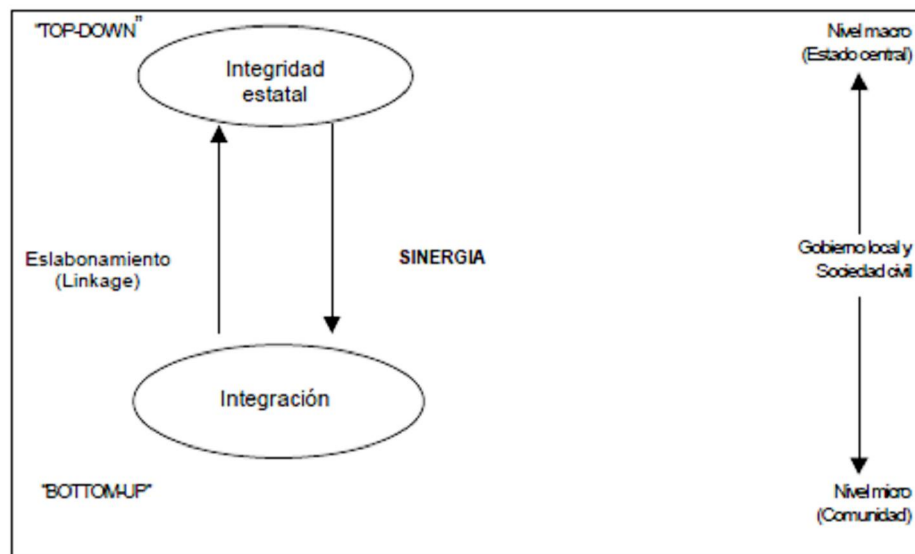 "TOP-DOWN"
Nivel macro
(Estado central)
Integridad
estatal
Eslabonamiento
(Linkage)
SINERGIA
Gobierno local y
Sociedad civil
Integración
"BOTTOM-UP"
Nivel micro
(Comunidad)